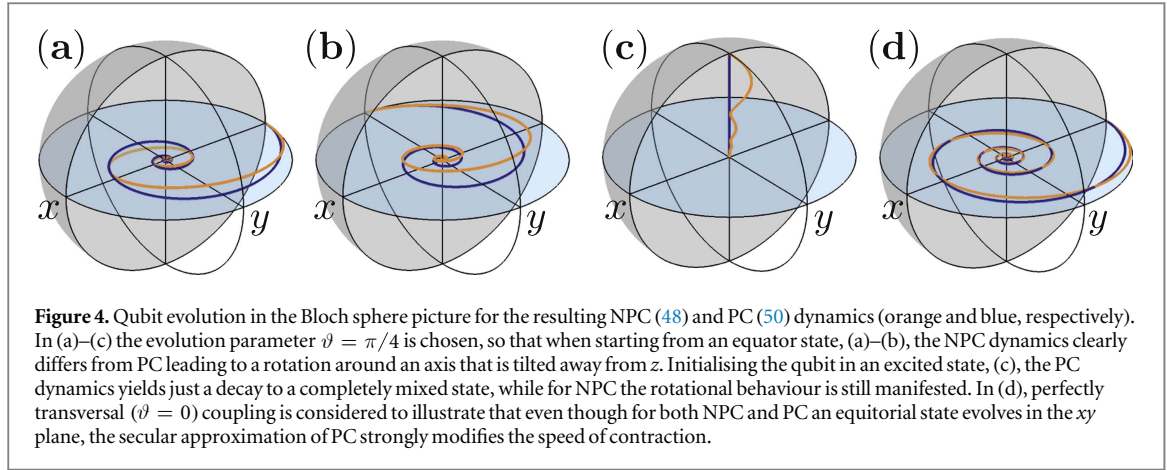 (a) (b) (c) (d)
x y x y x y x y
Figure 4. Qubit evolution in the Bloch sphere picture for the resulting NPC (48) and PC (50) dynamics (orange and blue, respectively).
In (a)–(c) the evolution parameter ϑ = π/4 is chosen, so that when starting from an equator state, (a)–(b), the NPC dynamics clearly
differs from PC leading to a rotation around an axis that is tilted away from z. Initialising the qubit in an excited state, (c), the PC
dynamics yields just a decay to a completely mixed state, while for NPC the rotational behaviour is still manifested. In (d), perfectly
transversal (ϑ = 0) coupling is considered to illustrate that even though for both NPC and PC an equitorial state evolves in the xy
plane, the secular approximation of PC strongly modifies the speed of contraction.